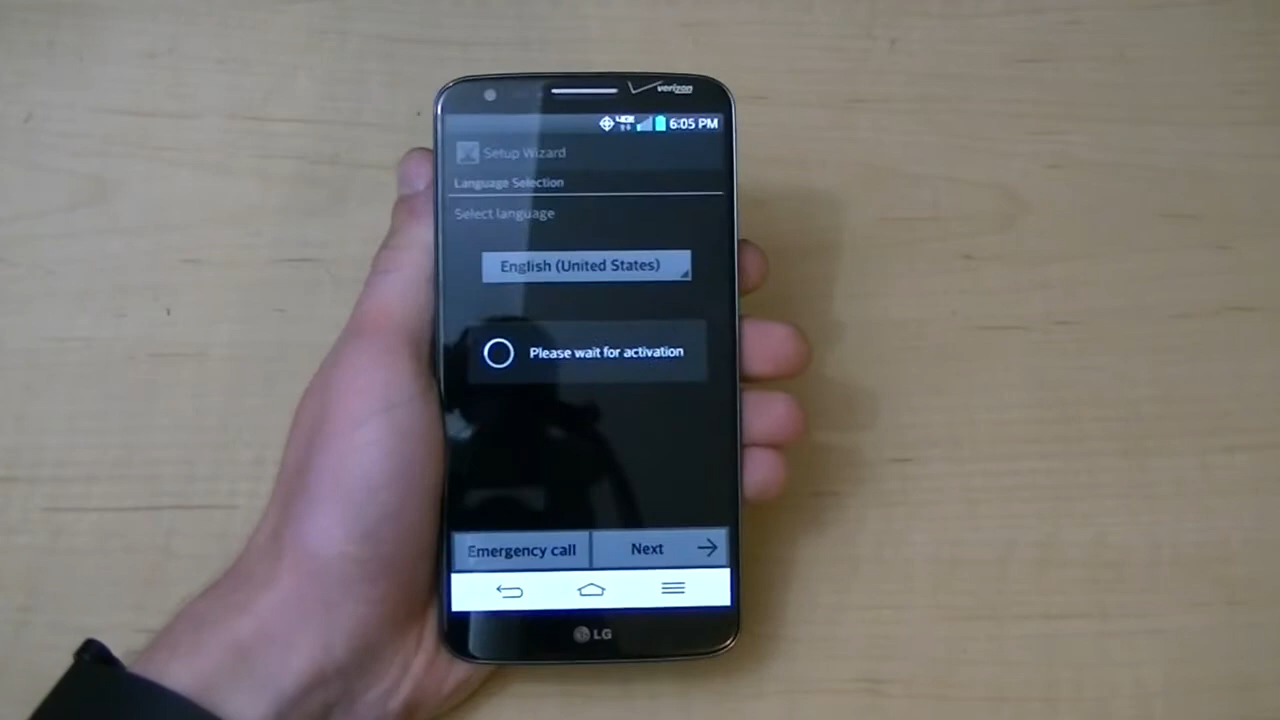 verizon
4GLTE 6:05 PM
Setup Wizard
Language Selection
Select language
English (United States)
Please wait for activation
Emergency call
Next
LG